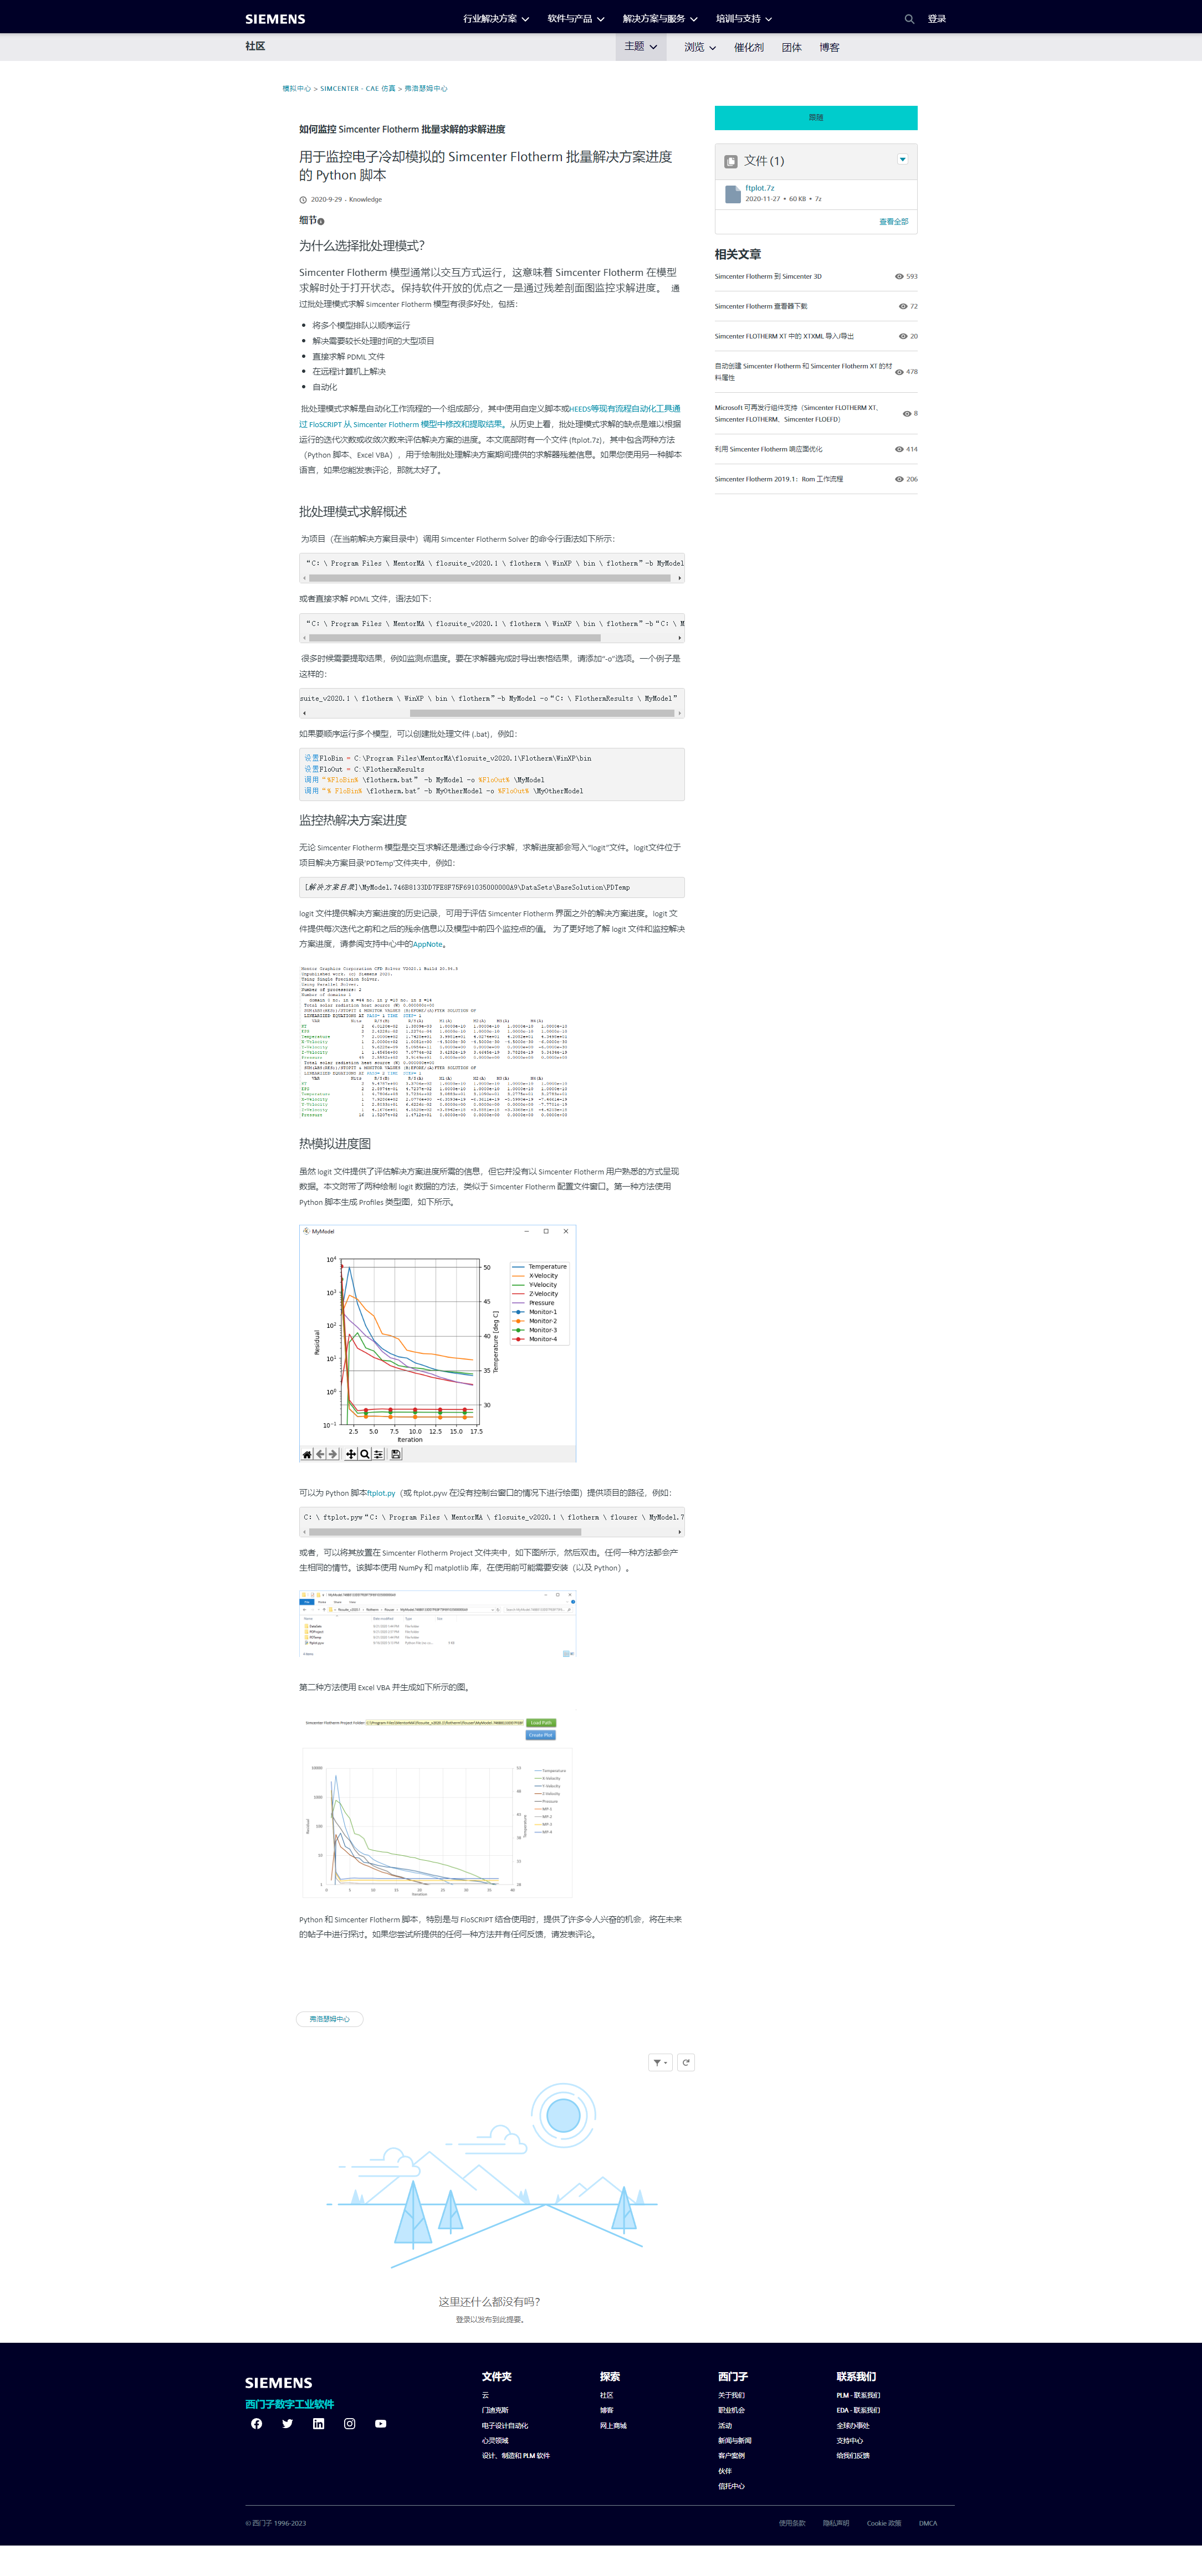 SIEMENS
行业解决方案 软件与产品 解决方案与服务 培训与支持 登录
社区 主题 浏览 催化剂 团体 博客
模拟中心 > SIMCENTER - CAE 仿真 > 弗洛瑟姆中心
如何监控 Simcenter Flotherm 批量求解的求解进度
用于监控电子冷却模拟的 Simcenter Flotherm 批量解决方案进度
的 Python 脚本
2020-9-29 - Knowledge
细节
为什么选择批处理模式？
Simcenter Flotherm 模型通常以交互方式运行，这意味着 Simcenter Flotherm 在模型
求解时处于打开状态。保持软件开放的优点之一是通过残差剖面图监控求解进度。 通
过批处理模式求解 Simcenter Flotherm 模型有很多好处，包括：
将多个模型排队以顺序运行
解决需要较长处理时间的大型项目
直接求解 PDML 文件
在远程计算机上解决
自动化
批处理模式求解是自动化工作流程的一个组成部分，其中使用自定义脚本或HEEDS等现有流程自动化工具通
过 FloSCRIPT 从 Simcenter Flotherm 模型中修改和提取结果。从历史上看，批处理模式求解的缺点是难以根据
运行的迭代次数或收敛次数来评估解决方案的进度。本文底部附有一个文件 (ftplot.7z)，其中包含两种方法
（Python 脚本、Excel VBA），用于绘制批处理解决方案期间提供的求解器残差信息。如果您使用另一种脚本
语言，如果您能发表评论，那就太好了。
批处理模式求解概述
为项目（在当前解决方案目录中）调用 Simcenter Flotherm Solver 的命令行语法如下所示：
“C: \ Program Files \ MentorMA \ flosuite_v2020.1 \ flotherm \ WinXP \ bin \ flotherm”-b MyModel
或者直接求解 PDML 文件，语法如下：
“C: \ Program Files \ MentorMA \ flosuite_v2020.1 \ flotherm \ WinXP \ bin \ flotherm”-b“C: \ M
很多时候需要提取结果，例如监测点温度。要在求解器完成时导出表格结果，请添加“-o”选项。一个例子是
这样的：
suite_v2020.1 \ flotherm \ WinXP \ bin \ flotherm”-b MyModel -o“C: \ FlothermResults \ MyModel”
如果要顺序运行多个模型，可以创建批处理文件 (.bat)，例如：
设置FloBin = C:\Program Files\MentorMA\flosuite_v2020.1\Flotherm\WinXP\bin
设置FloOut = C:\FlothermResults
调用“%FloBin% \flotherm.bat” -b MyModel -o %FloOut% \MyModel
调用“% FloBin% \flotherm.bat” -b MyOtherModel -o %FloOut% \MyOtherModel
监控热解决方案进度
无论 Simcenter Flotherm 模型是交互求解还是通过命令行求解，求解进度都会写入“logit”文件。logit文件位于
项目解决方案目录‘PDTemp’文件夹中，例如：
[解决方案目录]\MyModel.746B8133DD7FE8F75F691035000000A9\DataSets\BaseSolution\PDTemp
logit 文件提供解决方案进度的历史记录，可用于评估 Simcenter Flotherm 界面之外的解决方案进度。logit 文
件提供每次迭代之前和之后的残余信息以及模型中前四个监控点的值。 为了更好地了解 logit 文件和监控解决
方案进度，请参阅支持中心中的AppNote。
热模拟进度图
虽然 logit 文件提供了评估解决方案进度所需的信息，但它并没有以 Simcenter Flotherm 用户熟悉的方式呈现
数据。本文附带了两种绘制 logit 数据的方法，类似于 Simcenter Flotherm 配置文件窗口。第一种方法使用
Python 脚本生成 Profiles 类型图，如下所示。
MyModel
Residual
10⁴
10³
10²
10¹
10⁰
10⁻¹
2.5 5.0 7.5 10.0 12.5 15.0 17.5
Iteration
50
45
40
35
30
Temperature [deg C]
Temperature
X-Velocity
Y-Velocity
Z-Velocity
Pressure
Monitor-1
Monitor-2
Monitor-3
Monitor-4
可以为 Python 脚本ftplot.py（或 ftplot.pyw 在没有控制台窗口的情况下进行绘图）提供项目的路径，例如：
C: \ ftplot.pyw“C: \ Program Files \ MentorMA \ flosuite_v2020.1 \ flotherm \ flouser \ MyModel.7
或者，可以将其放置在 Simcenter Flotherm Project 文件夹中，如下图所示，然后双击。任何一种方法都会产
生相同的情节。该脚本使用 NumPy 和 matplotlib 库，在使用前可能需要安装（以及 Python）。
第二种方法使用 Excel VBA 并生成如下所示的图。
Load Path
Create Plot
Python 和 Simcenter Flotherm 脚本，特别是与 FloSCRIPT 结合使用时，提供了许多令人兴奋的机会，将在未来
的帖子中进行探讨。如果您尝试所提供的任何一种方法并有任何反馈，请发表评论。
弗洛瑟姆中心
这里还什么都没有吗？
登录以发布到此提要。
跟随
文件 (1)
ftplot.7z
2020-11-27 • 60 KB • 7z
查看全部
相关文章
Simcenter Flotherm 到 Simcenter 3D 593
Simcenter Flotherm 查看器下载 72
Simcenter FLOTHERM XT 中的 XTXML 导入/导出 20
自动创建 Simcenter Flotherm 和 Simcenter Flotherm XT 的材
料属性 478
Microsoft 可再发行组件支持（Simcenter FLOTHERM XT、
Simcenter FLOTHERM、Simcenter FLOEFD） 8
利用 Simcenter Flotherm 响应面优化 414
Simcenter Flotherm 2019.1：Rom 工作流程 206
SIEMENS
西门子数字工业软件
文件夹
云
门迪克斯
电子设计自动化
心灵领域
设计、制造和 PLM 软件
探索
社区
博客
网上商城
西门子
关于我们
职业机会
活动
新闻与新闻
客户案例
伙伴
信托中心
联系我们
PLM - 联系我们
EDA - 联系我们
全球办事处
支持中心
给我们反馈
© 西门子 1996-2023
使用条款 隐私声明 Cookie 政策 DMCA